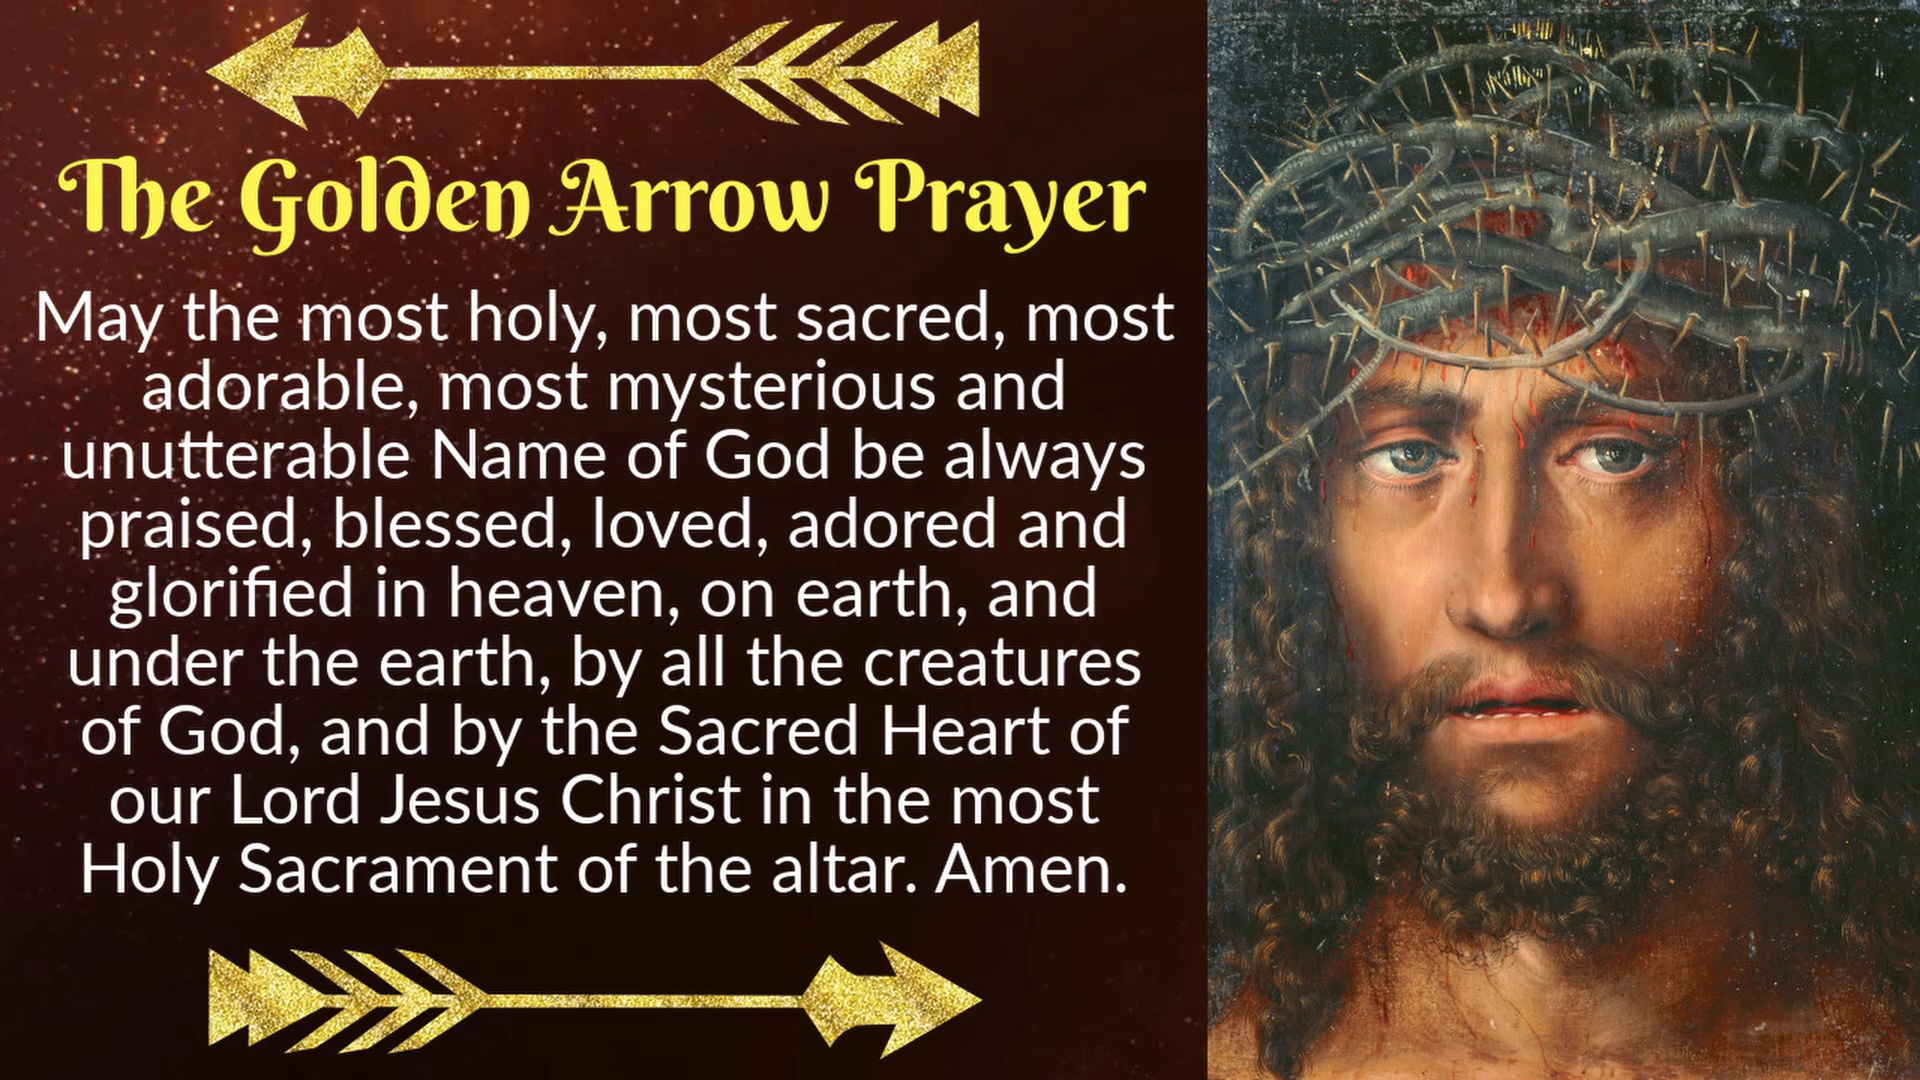 The Golden Arrow Prayer
May the most holy, most sacred, most
adorable, most mysterious and
unutterable Name of God be always
praised, blessed, loved, adored and
glorified in heaven, on earth, and
under the earth, by all the creatures
of God, and by the Sacred Heart of
our Lord Jesus Christ in the most
Holy Sacrament of the altar. Amen.